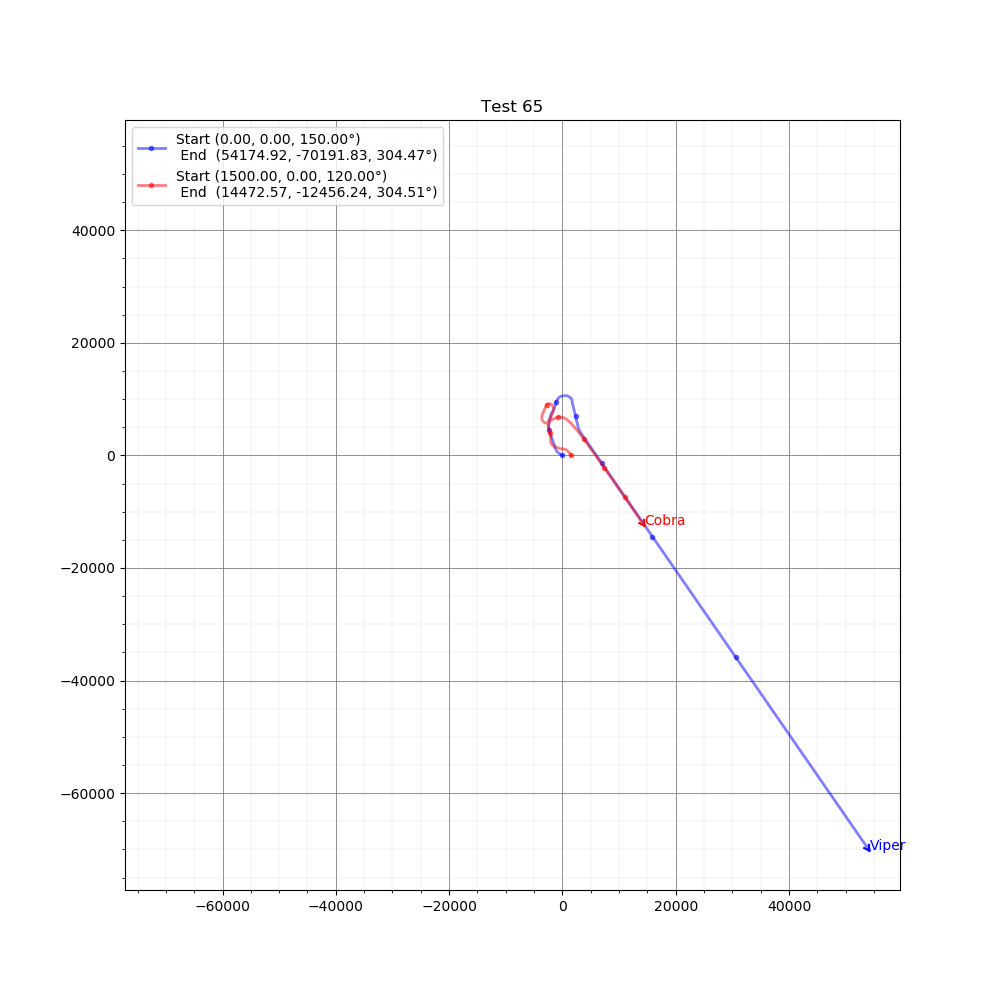 Test 65
Start (0.00, 0.00, 150.00°)
End  (54174.92, -70191.83, 304.47°)
Start (1500.00, 0.00, 120.00°)
End  (14472.57, -12456.24, 304.51°)
40000
20000
0
−20000
−40000
−60000
Cobra
Viper
−60000
−40000
−20000
0
20000
40000